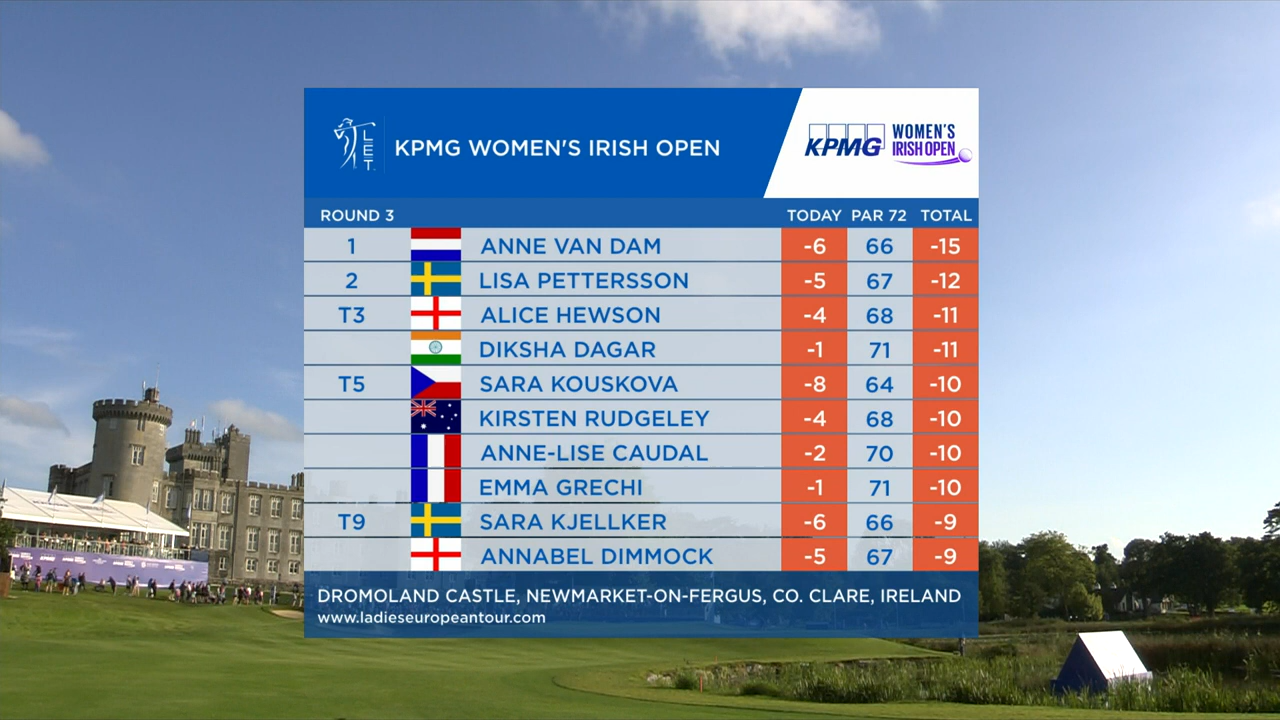 LET
KPMG WOMEN'S IRISH OPEN
KPMG WOMEN'S IRISH OPEN
ROUND 3 TODAY PAR 72 TOTAL
1 ANNE VAN DAM -6 66 -15
2 LISA PETTERSSON -5 67 -12
T3 ALICE HEWSON -4 68 -11
DIKSHA DAGAR -1 71 -11
T5 SARA KOUSKOVA -8 64 -10
KIRSTEN RUDGELEY -4 68 -10
ANNE-LISE CAUDAL -2 70 -10
EMMA GRECHI -1 71 -10
T9 SARA KJELLKER -6 66 -9
ANNABEL DIMMOCK -5 67 -9
DROMOLAND CASTLE, NEWMARKET-ON-FERGUS, CO. CLARE, IRELAND
www.ladieseuropeantour.com